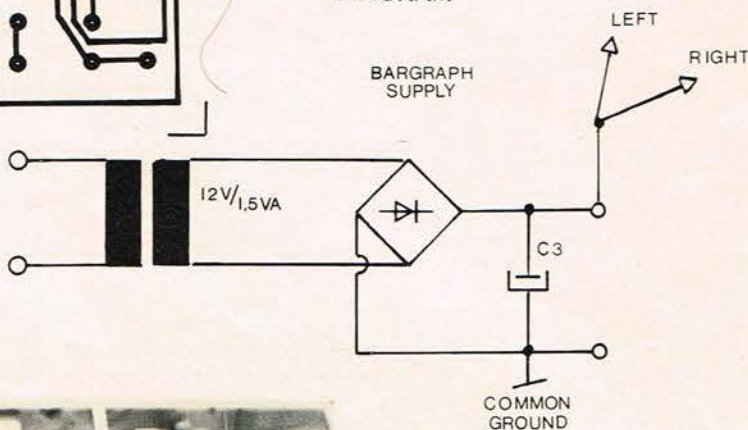 LEFT
RIGHT
BARGRAPH
SUPPLY
12V/1,5VA
C3
COMMON
GROUND